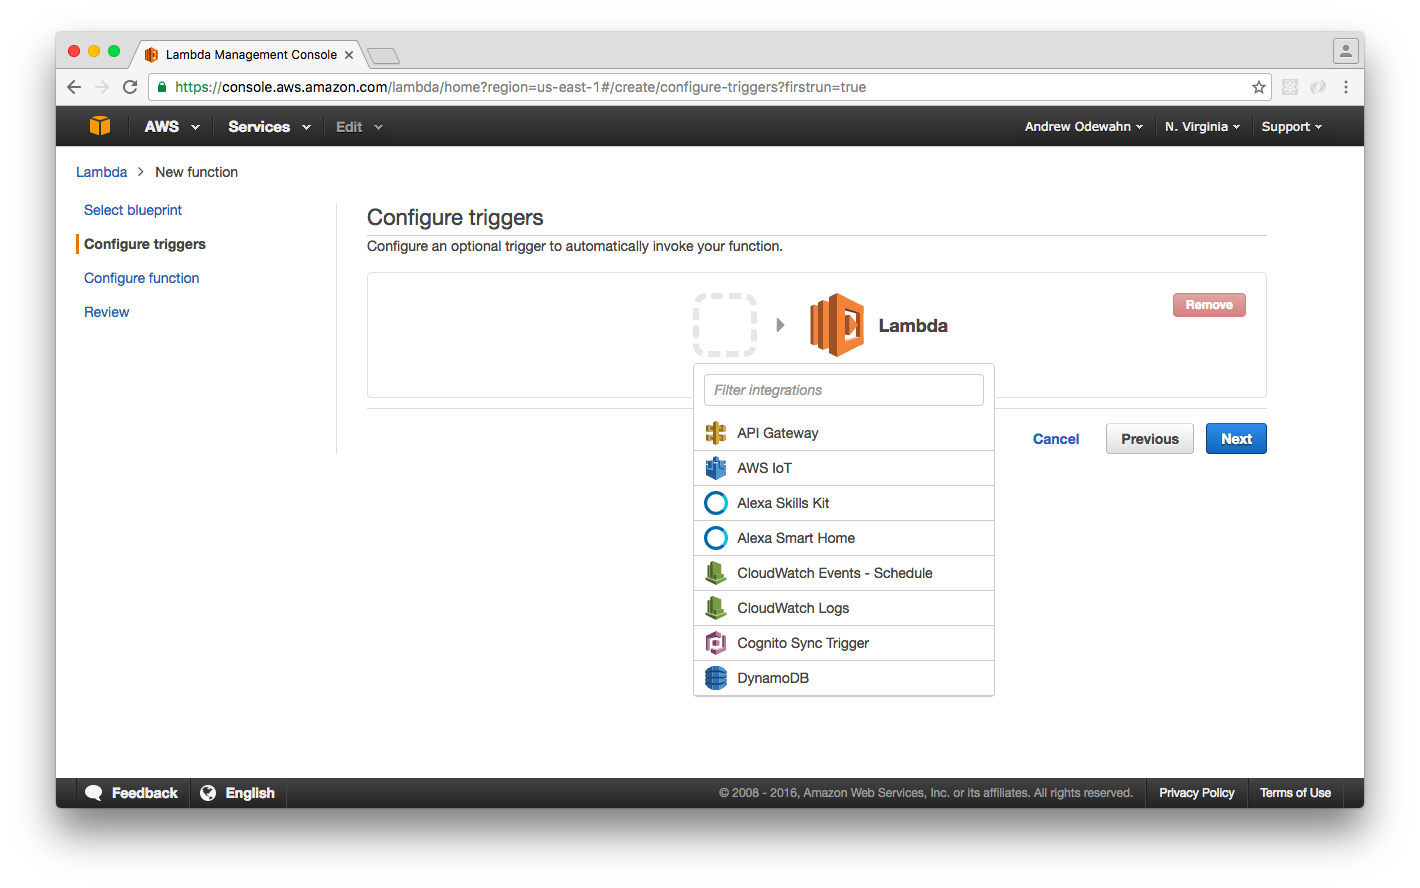 Lambda Management Console
https://console.aws.amazon.com/lambda/home?region=us-east-1#/create/configure-triggers?firstrun=true
AWS Services Edit Andrew Odewahn N. Virginia Support
Lambda > New function
Select blueprint
Configure triggers
Configure function
Review
Configure triggers
Configure an optional trigger to automatically invoke your function.
Lambda
Remove
Filter integrations
API Gateway
AWS IoT
Alexa Skills Kit
Alexa Smart Home
CloudWatch Events - Schedule
CloudWatch Logs
Cognito Sync Trigger
DynamoDB
Cancel Previous Next
Feedback English © 2008 - 2016, Amazon Web Services, Inc. or its affiliates. All rights reserved. Privacy Policy Terms of Use